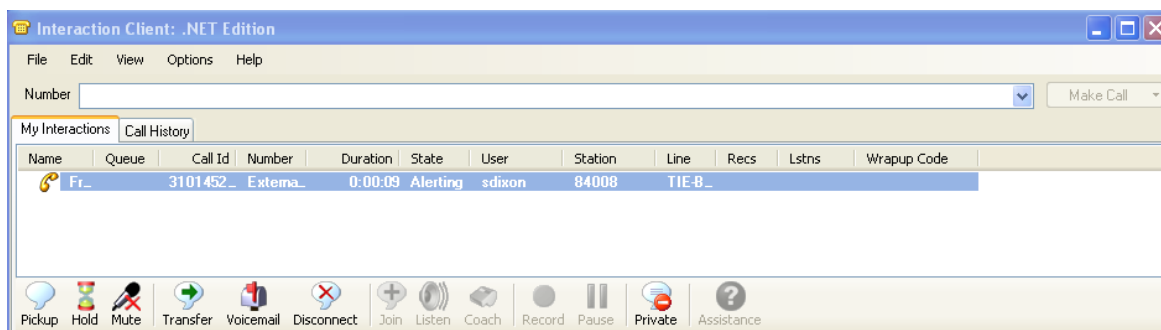 Interaction Client: .NET Edition
File Edit View Options Help
Number Make Call
My Interactions Call History
Name Queue Call Id Number Duration State User Station Line Recs Lstns Wrapup Code
Fr... 3101452... Externa... 0:00:09 Alerting sdixon 84008 TIE-B...
Pickup Hold Mute Transfer Voicemail Disconnect Join Listen Coach Record Pause Private Assistance